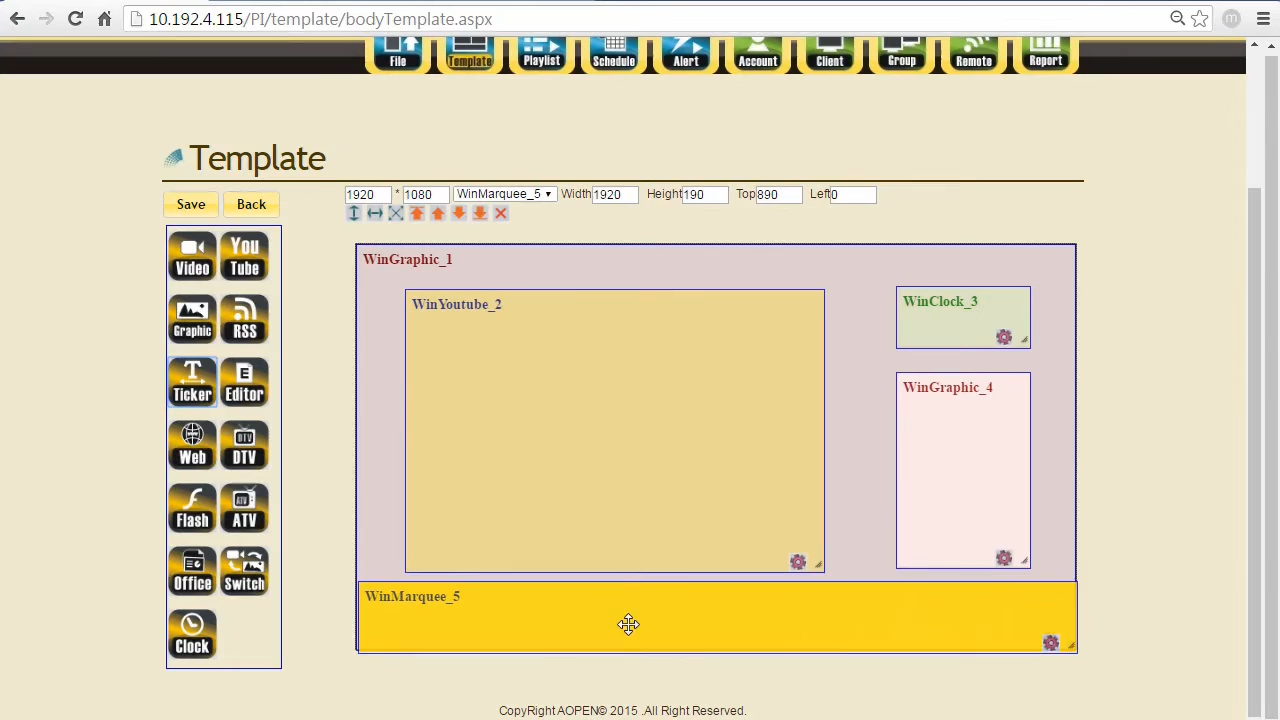 10.192.4.115/PI/template/bodyTemplate.aspx
m
File Template Playlist Schedule Alert Account Client Group Remote Report
Template
Save Back
1920 * 1080 WinMarquee_5 Width 1920 Height 190 Top 890 Left 0
Video You Tube
Graphic RSS
T Ticker E Editor
Web DTV DTV
Flash ATV ATV
Office Switch
Clock
WinGraphic_1
WinYoutube_2
WinClock_3
WinGraphic_4
WinMarquee_5
CopyRight AOPEN© 2015 .All Right Reserved.